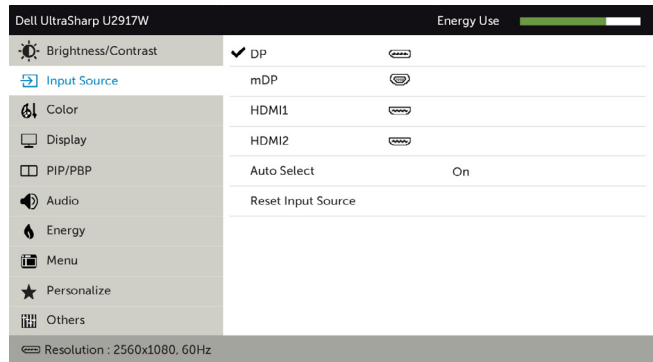 Dell UltraSharp U2917W Energy Use
Brightness/Contrast
Input Source
Color
Display
PIP/PBP
Audio
Energy
Menu
Personalize
Others
DP
mDP
HDMI1
HDMI2
Auto Select On
Reset Input Source
Resolution : 2560x1080, 60Hz